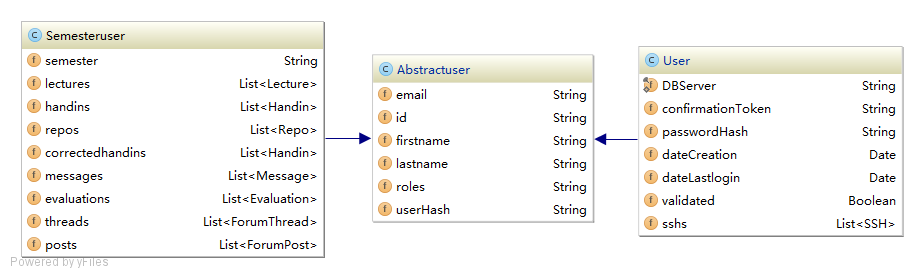 C Semesteruser
f semester String
f lectures List<Lecture>
f handins List<Handin>
f repos List<Repo>
f correctedhandins List<Handin>
f messages List<Message>
f evaluations List<Evaluation>
f threads List<ForumThread>
f posts List<ForumPost>
C Abstractuser
f email String
f id String
f firstname String
f lastname String
f roles String
f userHash String
C User
f DBServer String
f confirmationToken String
f passwordHash String
f dateCreation Date
f dateLastlogin Date
f validated Boolean
f sshs List<SSH>
Powered by yFiles